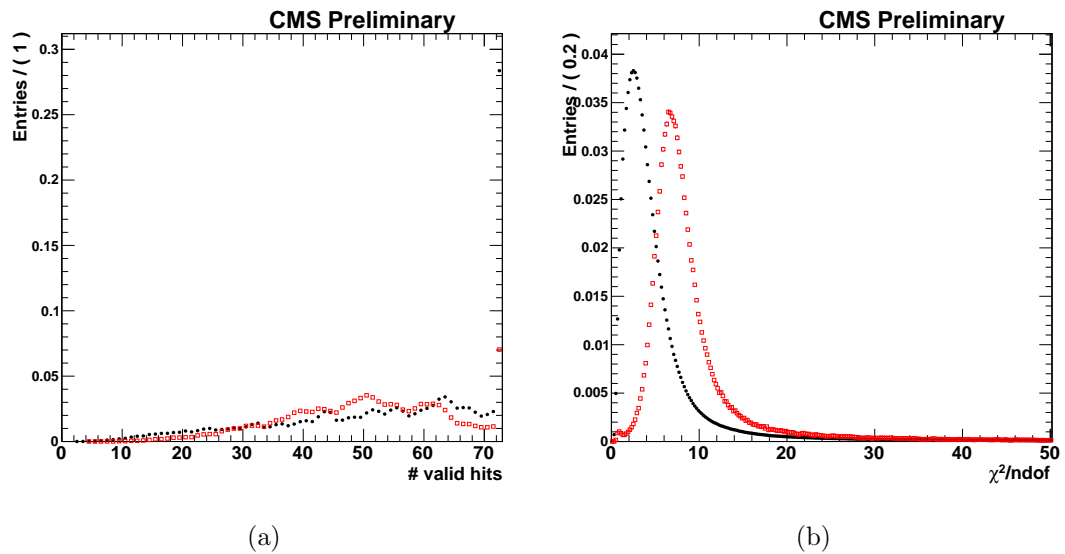 CMS Preliminary
Entries / ( 1 )
0.3
0.25
0.2
0.15
0.1
0.05
0
0 10 20 30 40 50 60 70
# valid hits
(a)
CMS Preliminary
Entries / ( 0.2 )
0.04
0.035
0.03
0.025
0.02
0.015
0.01
0.005
0
0 10 20 30 40 50
χ²/ndof
(b)